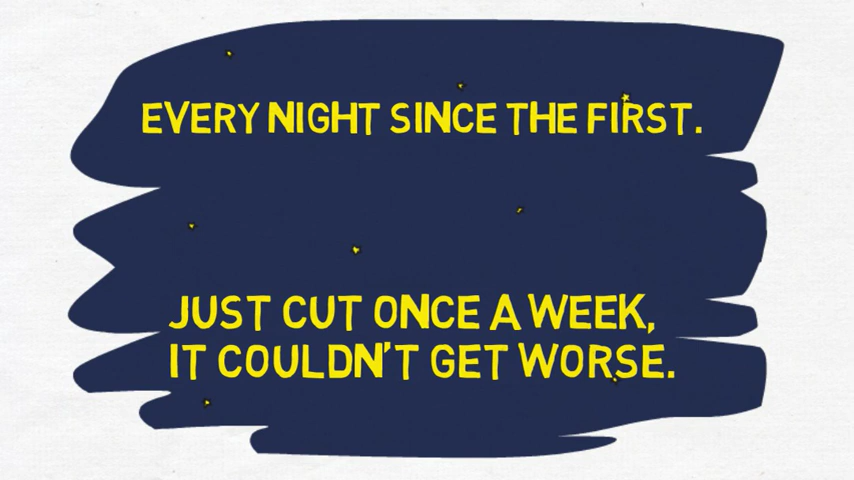 EVERY NIGHT SINCE THE FIRST.
JUST CUT ONCE A WEEK,
IT COULDN'T GET WORSE.